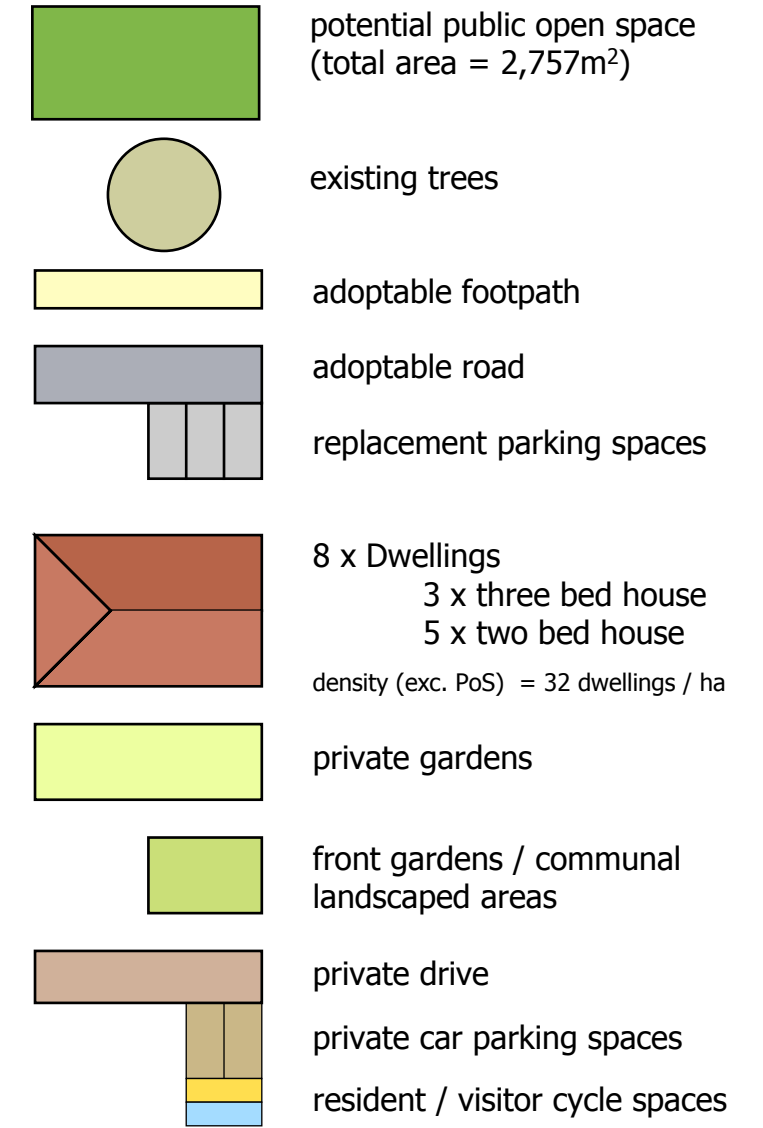 potential public open space
(total area = 2,757m²)
existing trees
adoptable footpath
adoptable road
replacement parking spaces
8 x Dwellings
3 x three bed house
5 x two bed house
density (exc. PoS) = 32 dwellings / ha
private gardens
front gardens / communal
landscaped areas
private drive
private car parking spaces
resident / visitor cycle spaces